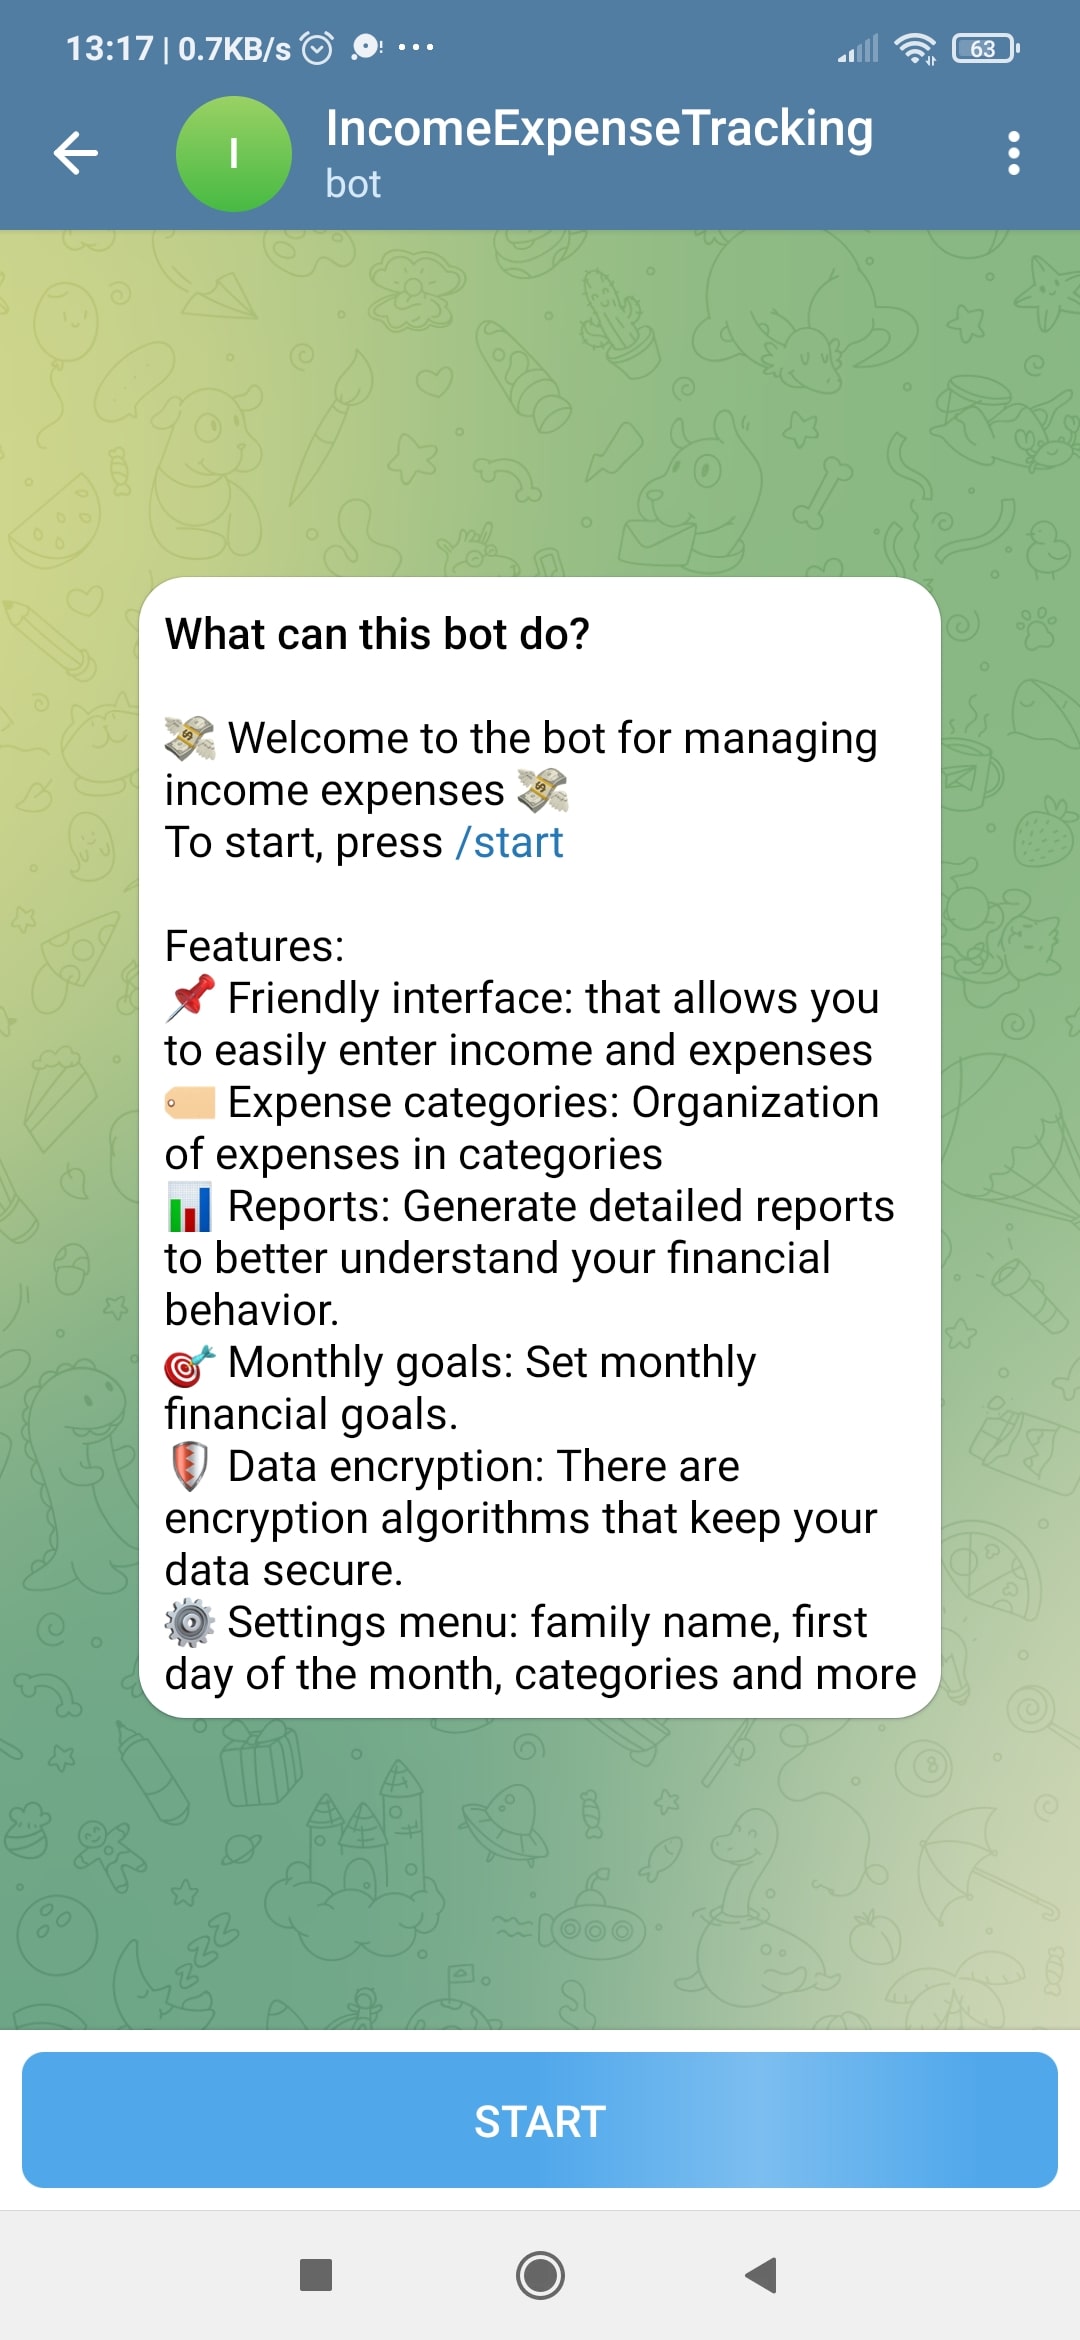 13:17 | 0.7KB/s ! ... 63
I
IncomeExpenseTracking
bot
What can this bot do?
💸 Welcome to the bot for managing
income expenses 💸
To start, press /start
Features:
📌 Friendly interface: that allows you
to easily enter income and expenses
🏷 Expense categories: Organization
of expenses in categories
📊 Reports: Generate detailed reports
to better understand your financial
behavior.
🎯 Monthly goals: Set monthly
financial goals.
🛡 Data encryption: There are
encryption algorithms that keep your
data secure.
⚙ Settings menu: family name, first
day of the month, categories and more
START